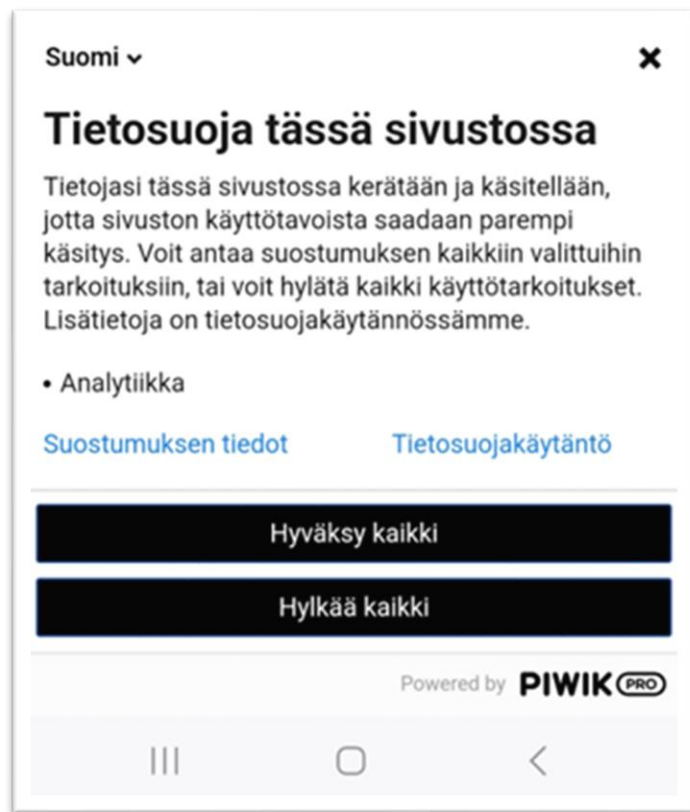 Suomi
Tietosuoja tässä sivustossa
Tietojasi tässä sivustossa kerätään ja käsitellään,
jotta sivuston käyttötavoista saadaan parempi
käsitys. Voit antaa suostumuksen kaikkiin valittuihin
tarkoituksiin, tai voit hylätä kaikki käyttötarkoitukset.
Lisätietoja on tietosuojakäytännössämme.
• Analytiikka
Suostumuksen tiedot Tietosuojakäytäntö
Hyväksy kaikki
Hylkää kaikki
Powered by PIWIK PRO